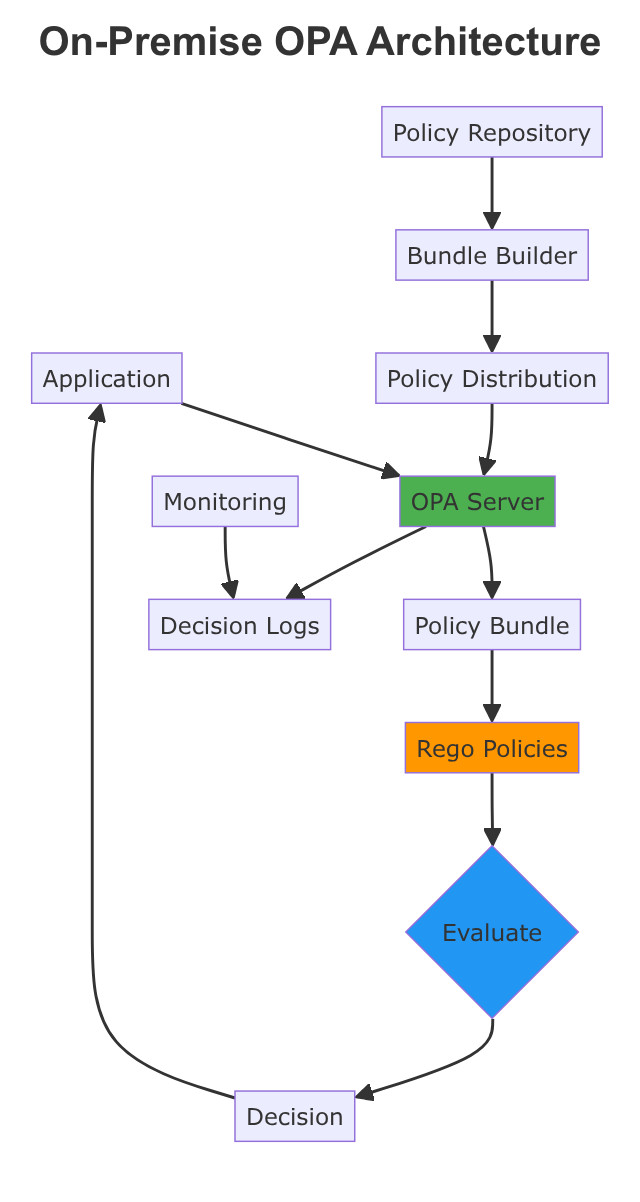 On-Premise OPA Architecture
Policy Repository
Bundle Builder
Application
Policy Distribution
Monitoring
OPA Server
Decision Logs
Policy Bundle
Rego Policies
Evaluate
Decision